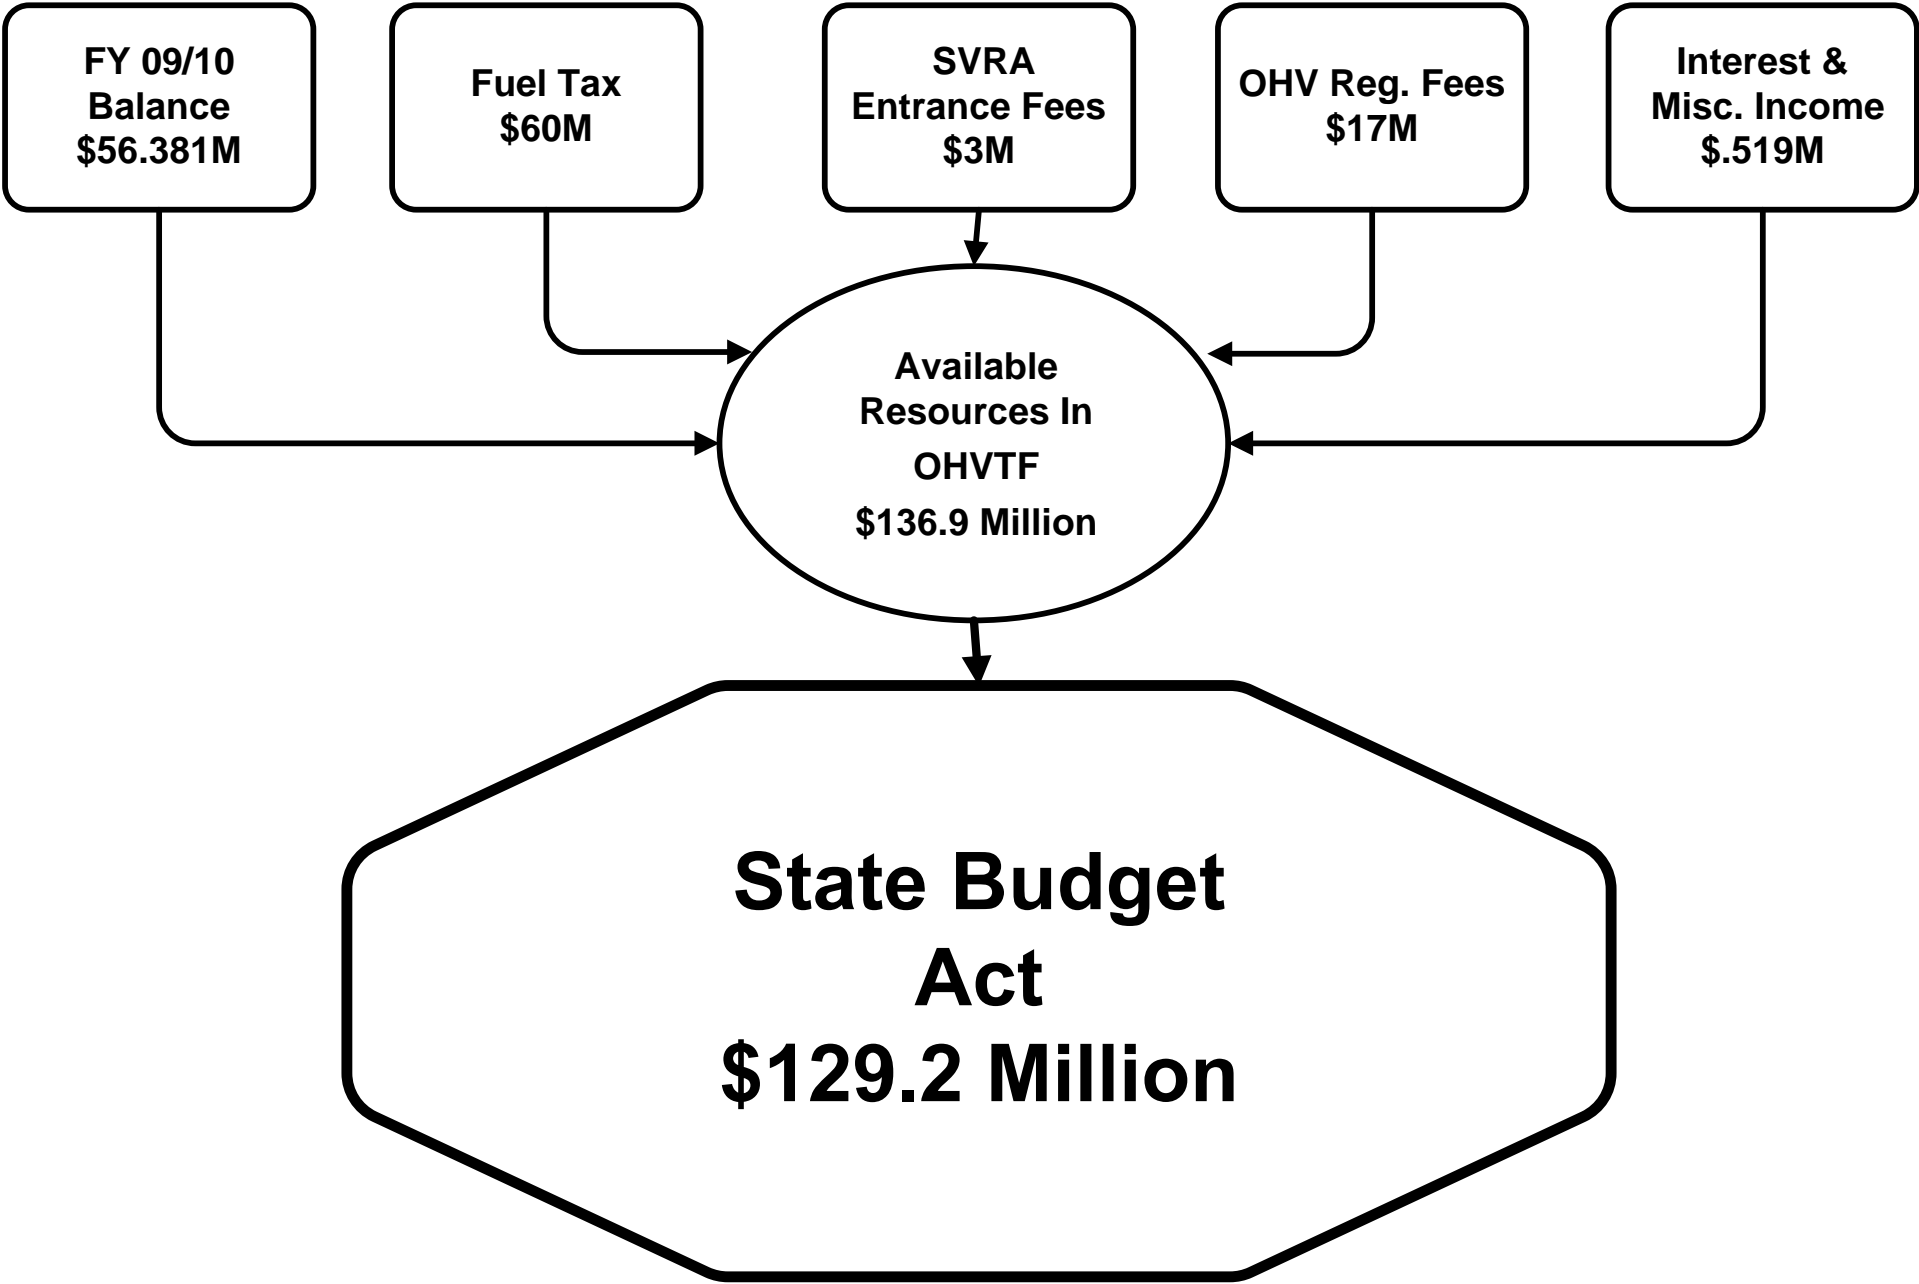 FY 09/10
Balance
$56.381M
Fuel Tax
$60M
SVRA
Entrance Fees
$3M
OHV Reg. Fees
$17M
Interest &
Misc. Income
$.519M
Available
Resources In
OHVTF
$136.9 Million
State Budget
Act
$129.2 Million